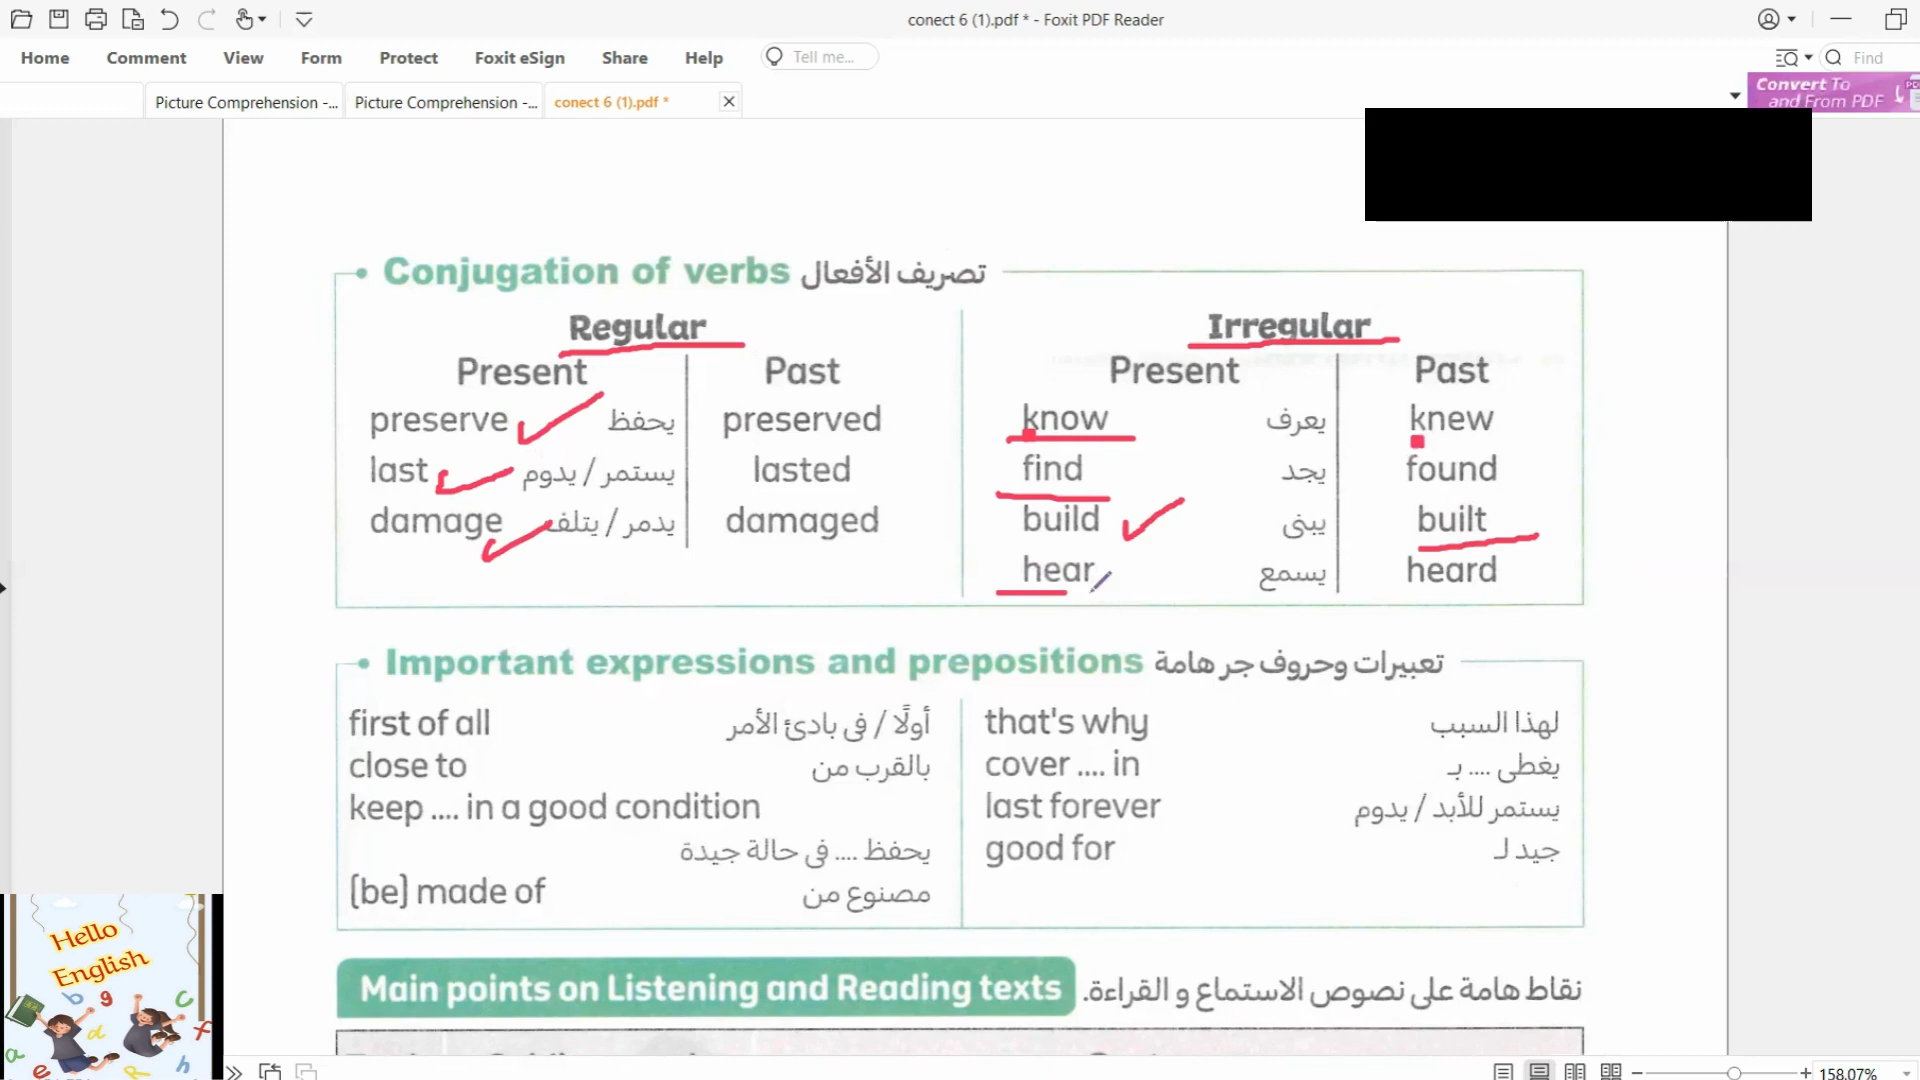 conect 6 (1).pdf * - Foxit PDF Reader
Home Comment View Form Protect Foxit eSign Share Help Tell me... Find
Picture Comprehension -... Picture Comprehension -... conect 6 (1).pdf * Convert To
and From PDF
Conjugation of verbs تصريف الأفعال
Regular
Present Past
preserve يحفظ preserved
last يستمر / يدوم lasted
damage يدمر / يتلف damaged
Irregular
Present Past
know يعرف knew
find يجد found
build يبنى built
hear يسمع heard
Important expressions and prepositions تعبيرات وحروف جر هامة
first of all أولًا / فى بادئ الأمر
close to بالقرب من
keep .... in a good condition
يحفظ .... فى حالة جيدة
(be) made of مصنوع من
that's why لهذا السبب
cover .... in يغطى .... بـ
last forever يستمر للأبد / يدوم
good for جيد لـ
Main points on Listening and Reading texts نقاط هامة على نصوص الاستماع و القراءة.
Hello
English
158.07%